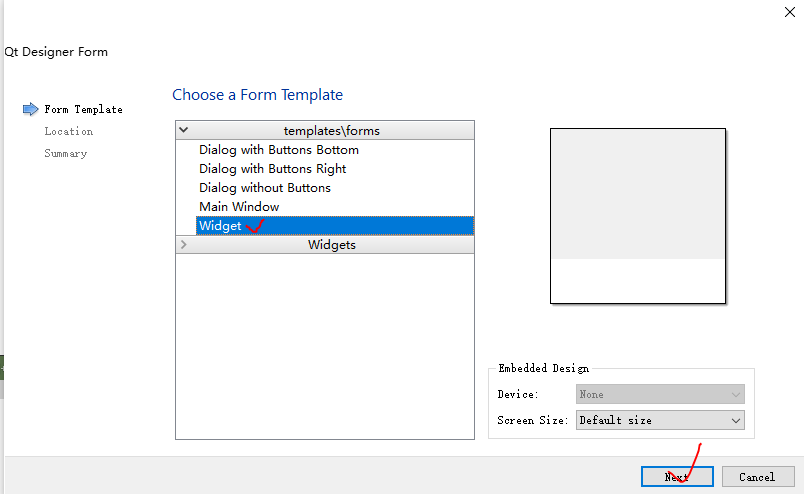 Qt Designer Form
Form Template
Location
Summary
Choose a Form Template
templates\forms
Dialog with Buttons Bottom
Dialog with Buttons Right
Dialog without Buttons
Main Window
Widget
Widgets
Embedded Design
Device: None
Screen Size: Default size
Next Cancel